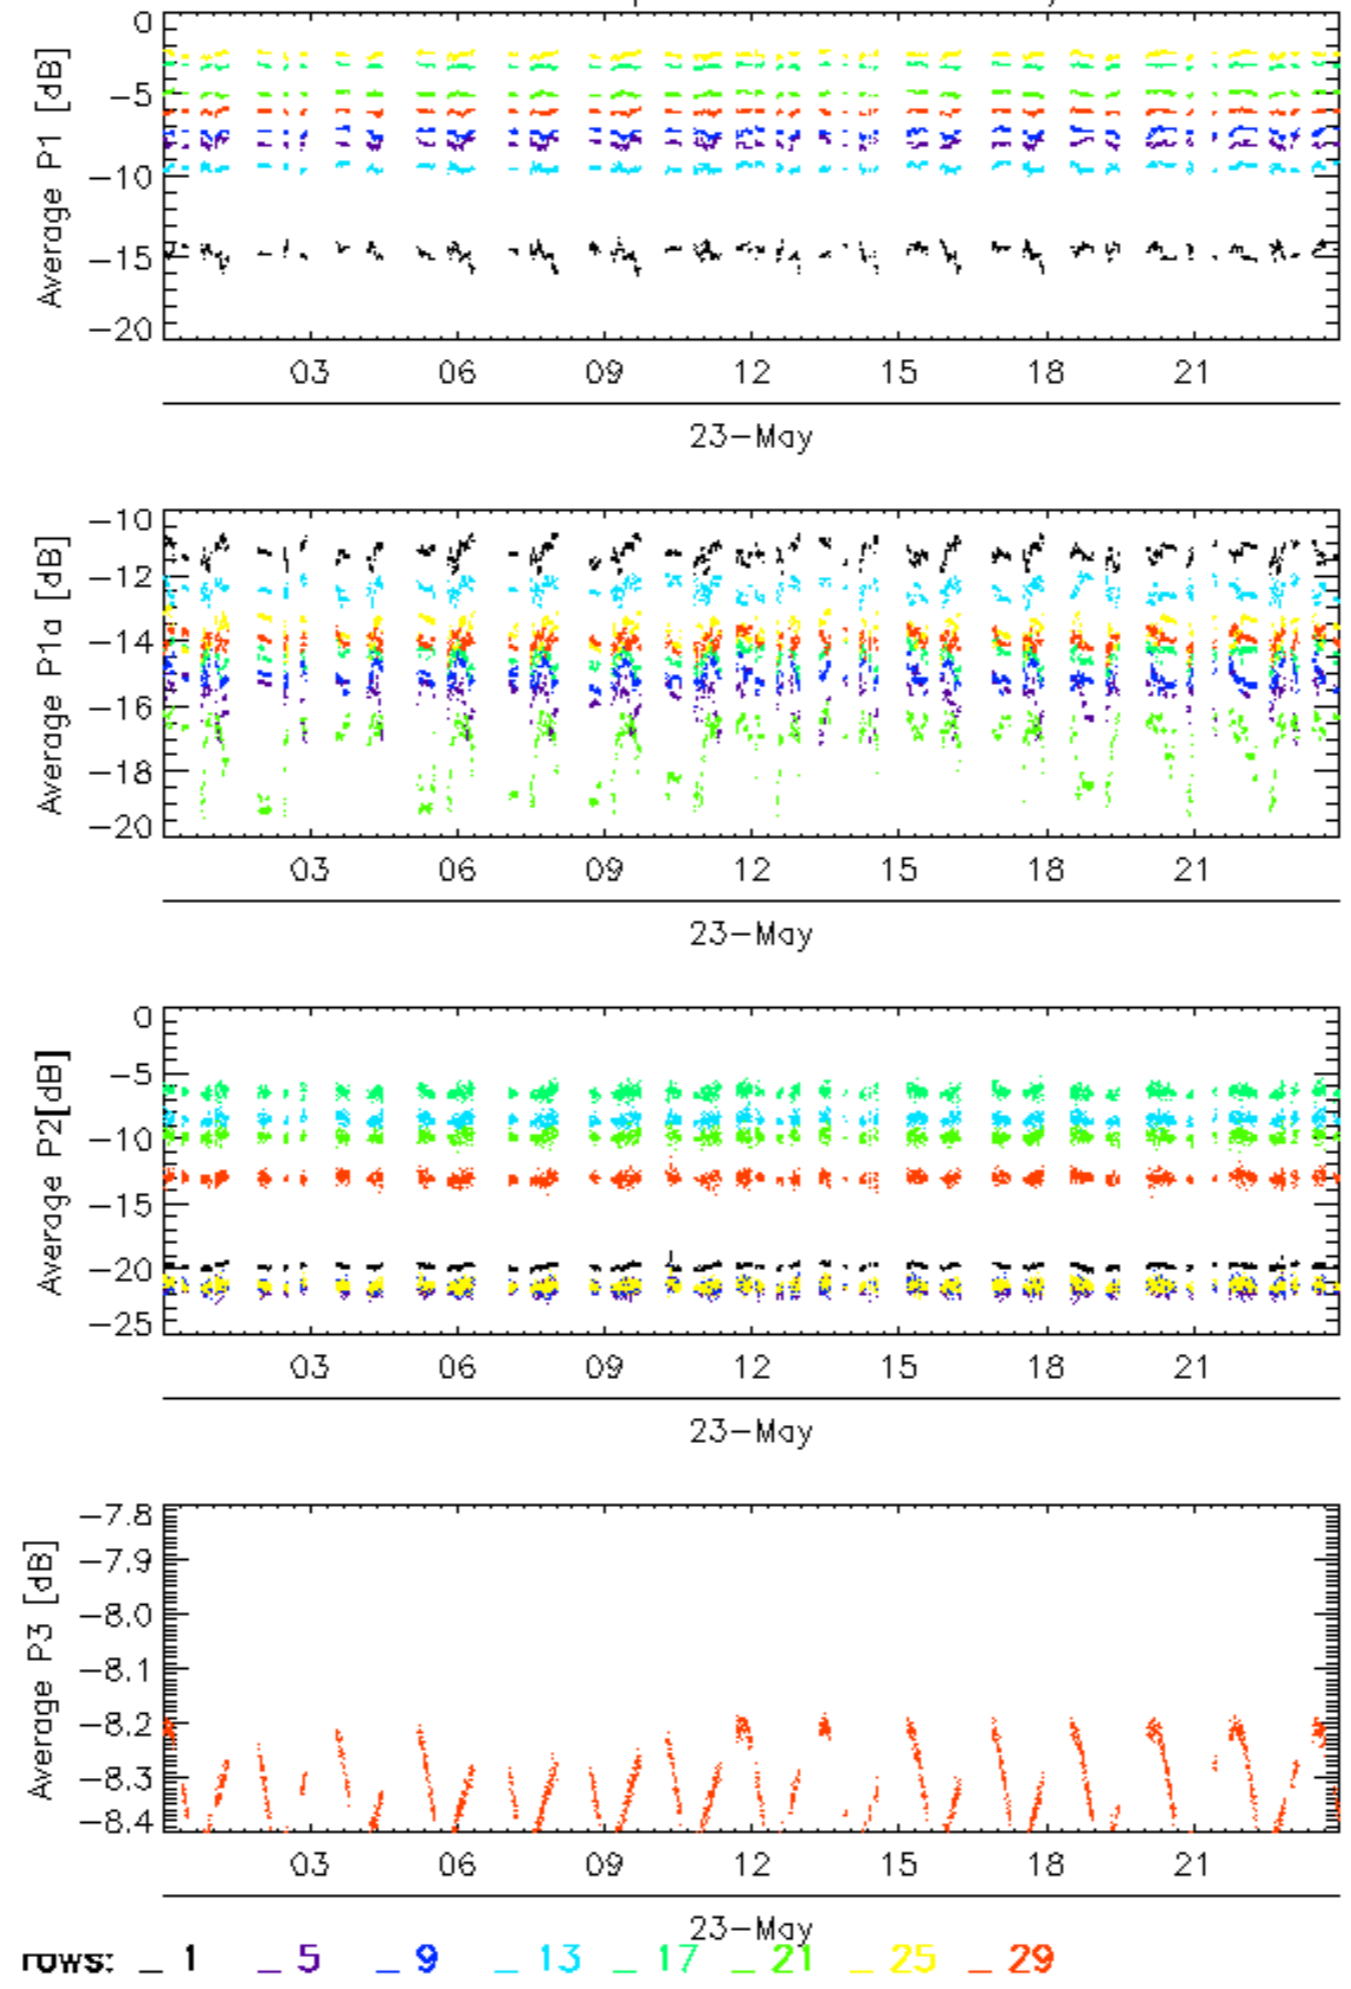 0
−5
−10
−15
−20
Average P1 [dB]
03 06 09 12 15 18 21
23−May
−10
−12
−14
−16
−18
−20
Average P1a [dB]
03 06 09 12 15 18 21
23−May
0
−5
−10
−15
−20
−25
Average P2[dB]
03 06 09 12 15 18 21
23−May
−7.8
−7.9
−8.0
−8.1
−8.2
−8.3
−8.4
Average P3 [dB]
03 06 09 12 15 18 21
23−May
rows: _ 1 _ 5 _ 9 _ 13 _ 17 _ 21 _ 25 _ 29